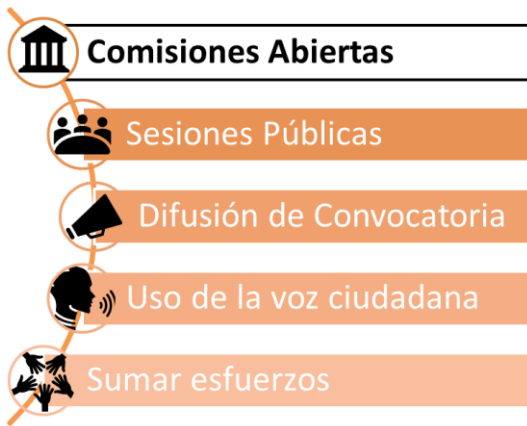 Comisiones Abiertas
Sesiones Públicas
Difusión de Convocatoria
Uso de la voz ciudadana
Sumar esfuerzos